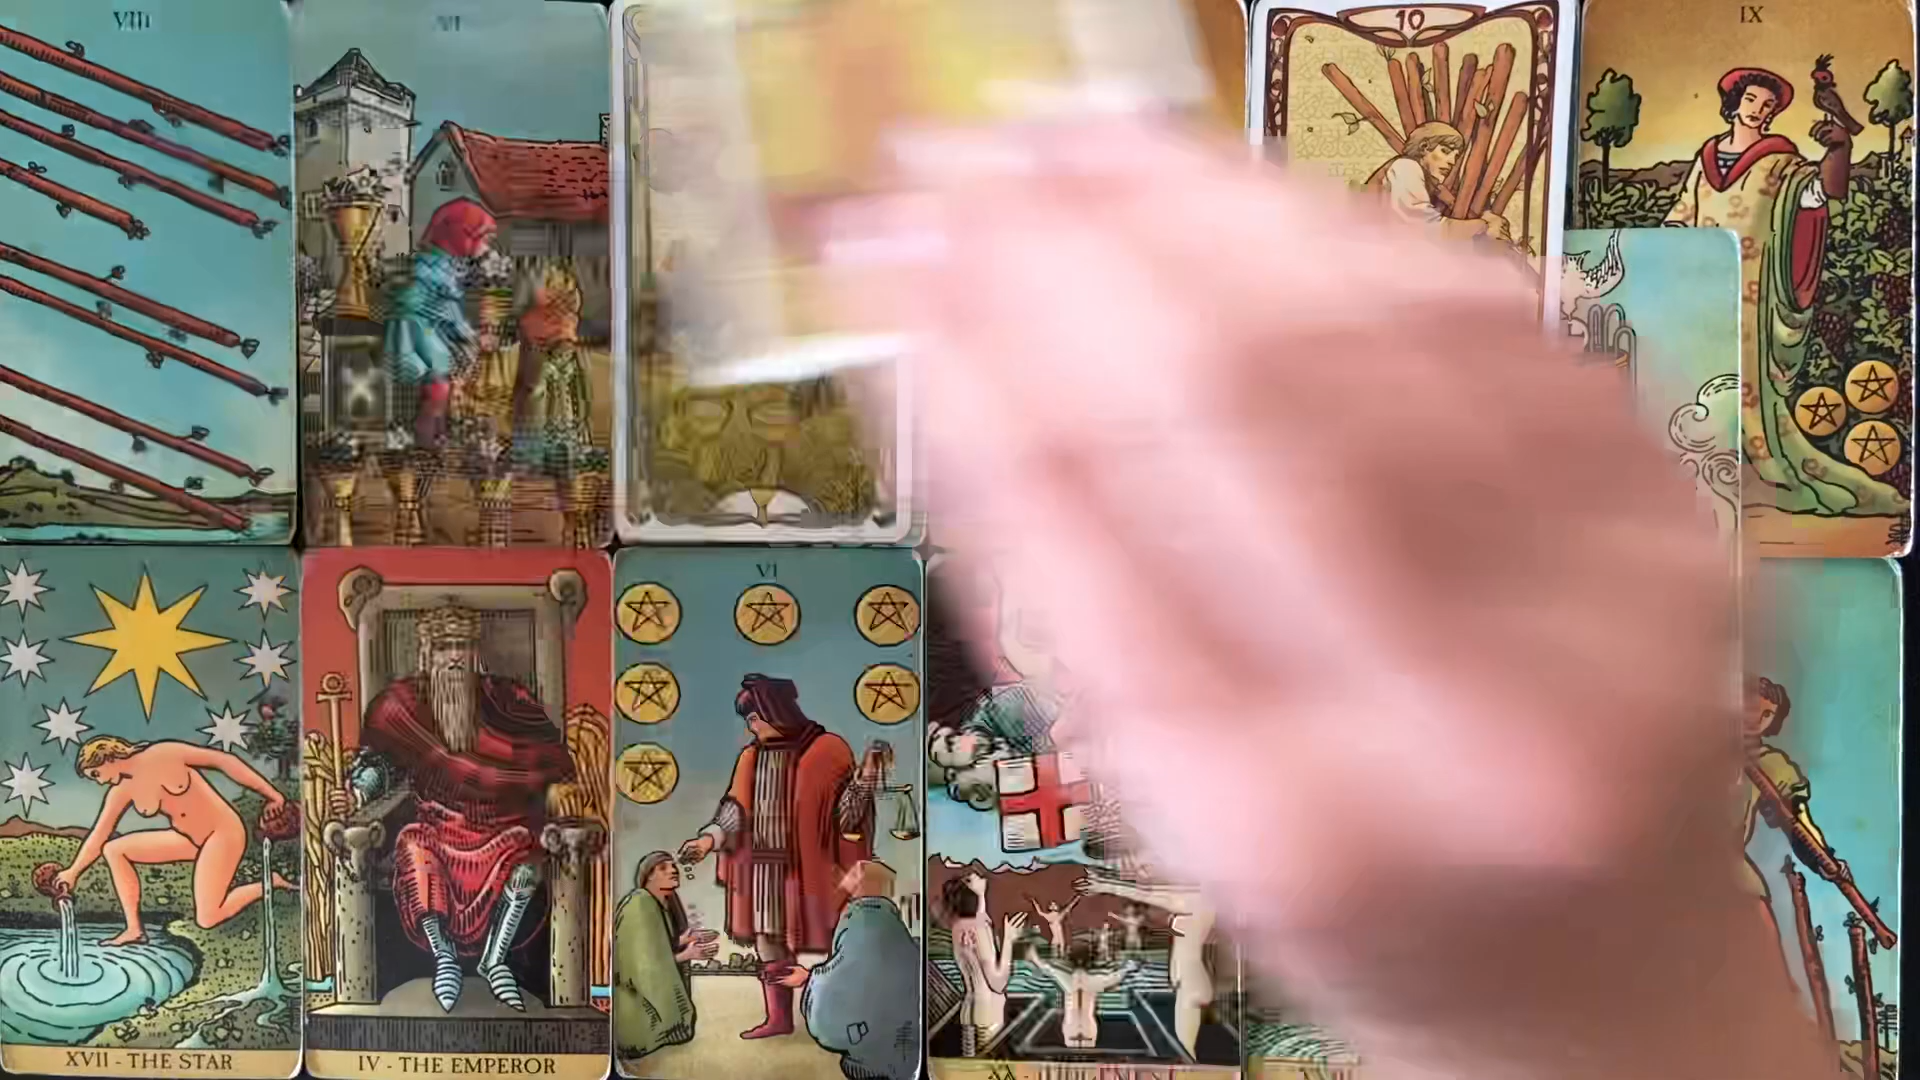 VIII
VI
10
IX
VI
XVII - THE STAR
IV - THE EMPEROR